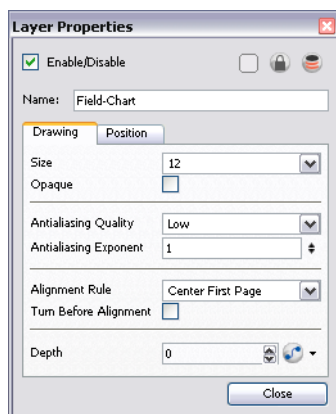 Layer Properties
Enable/Disable
Name: Field-Chart
Drawing Position
Size 12
Opaque
Antialiasing Quality Low
Antialiasing Exponent 1
Alignment Rule Center First Page
Turn Before Alignment
Depth 0
Close